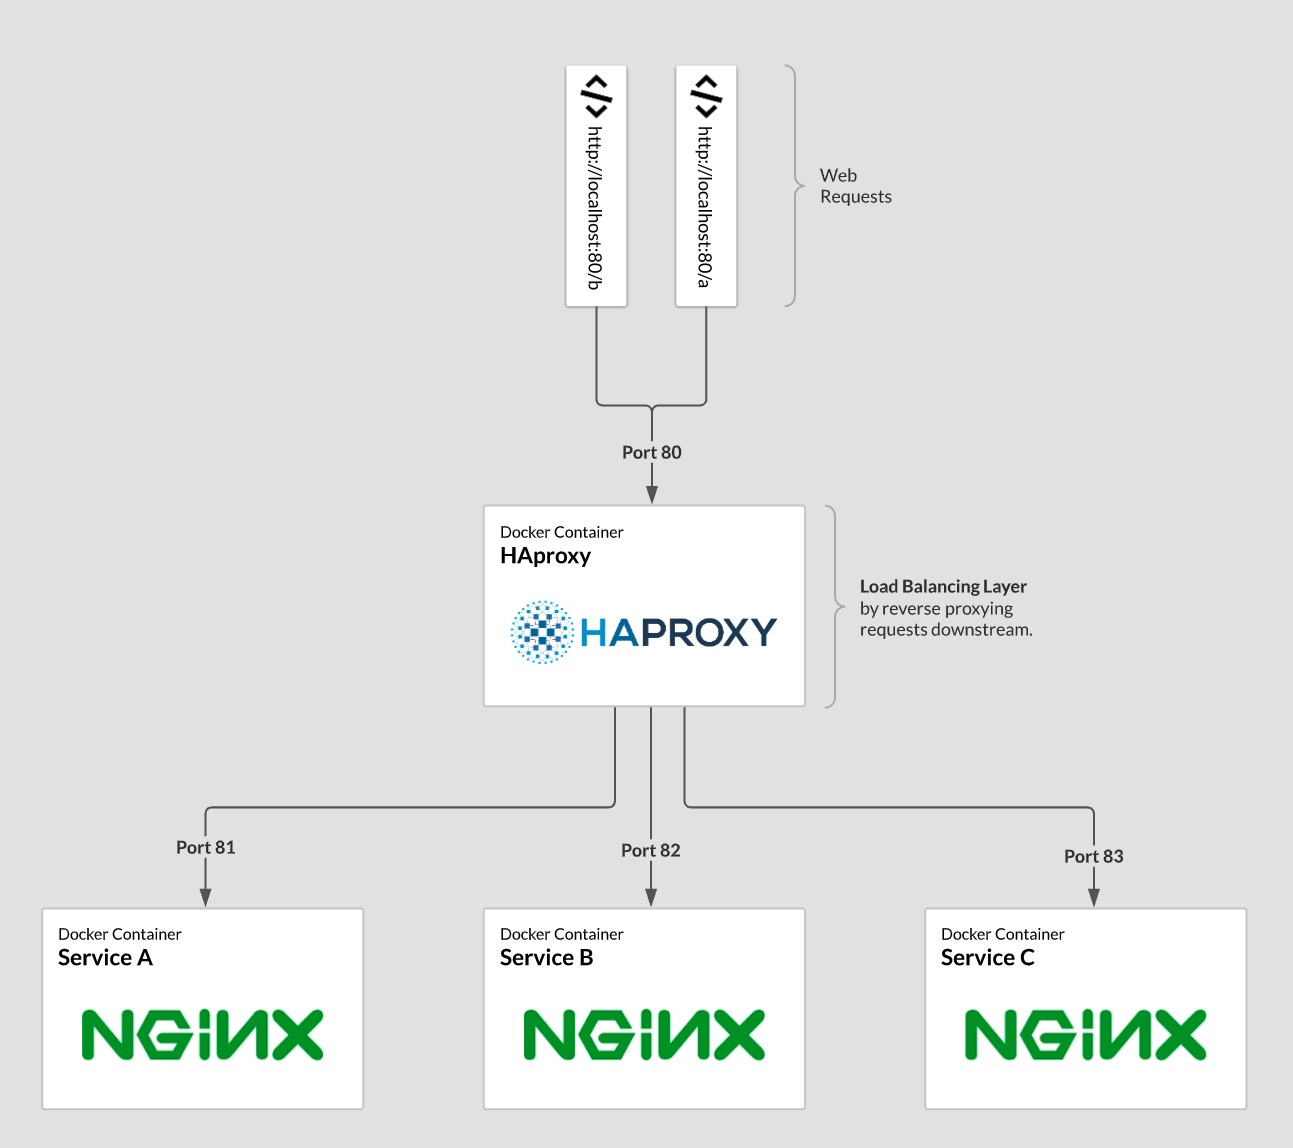 http://localhost:80/b
http://localhost:80/a
Web
Requests
Port 80
Docker Container
HAproxy
HAPROXY
Load Balancing Layer
by reverse proxying
requests downstream.
Port 81
Port 82
Port 83
Docker Container
Service A
NGiNX
Docker Container
Service B
NGiNX
Docker Container
Service C
NGiNX